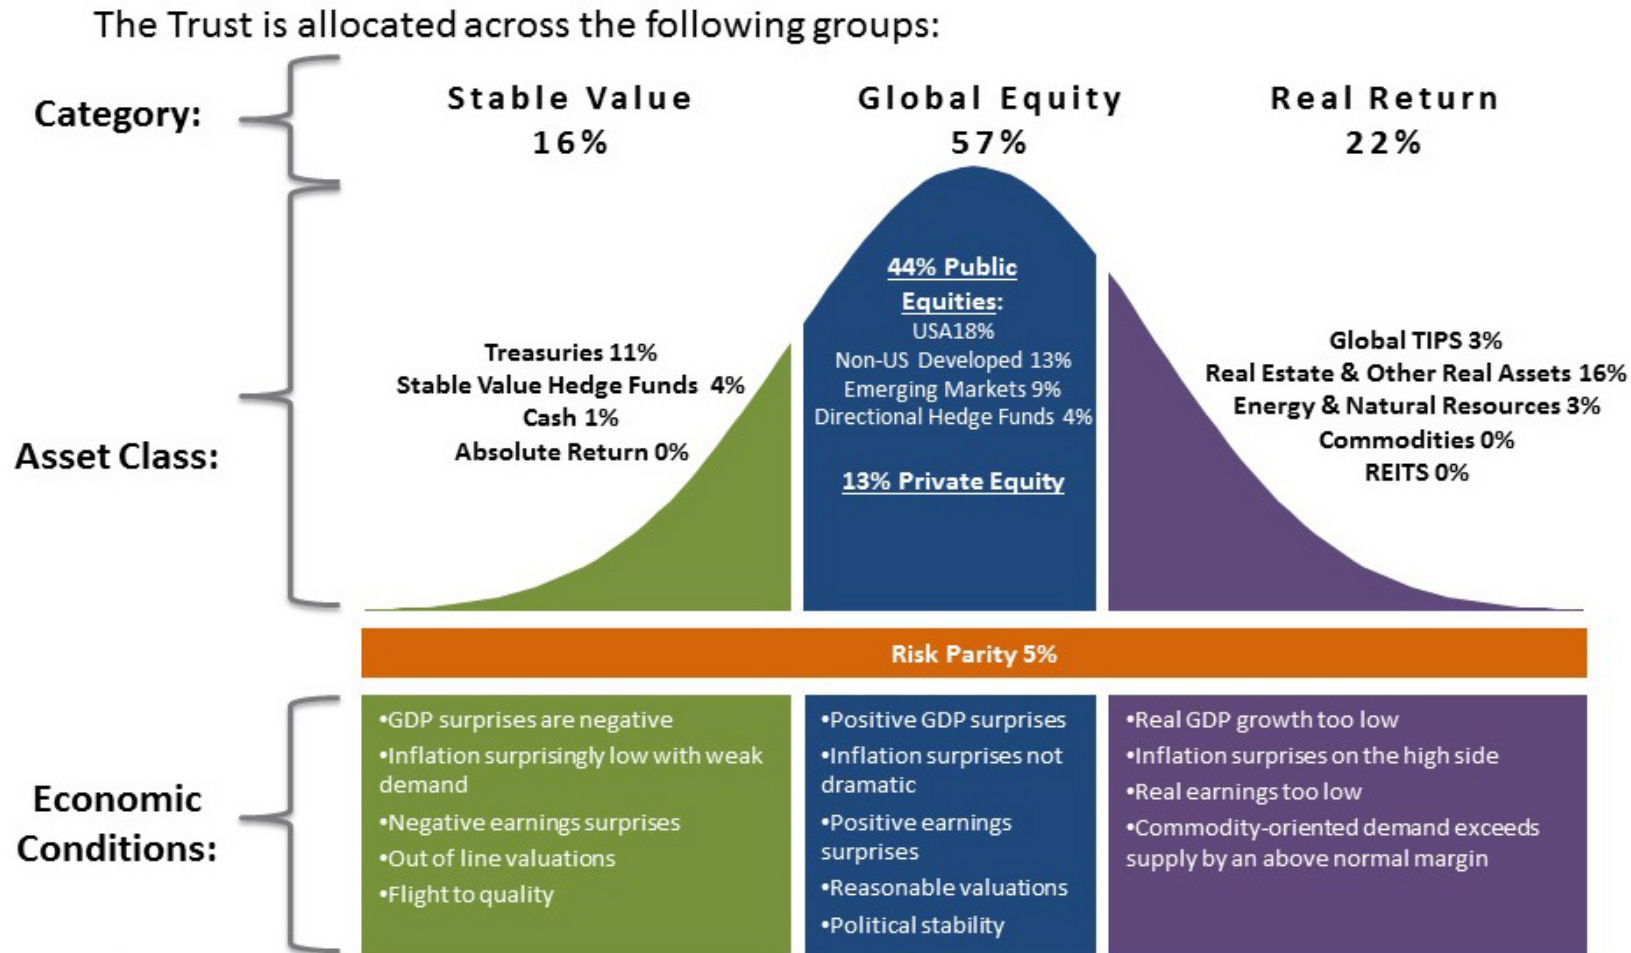 The Trust is allocated across the following groups:
Category:
Stable Value
16%
Global Equity
57%
Real Return
22%
Asset Class:
Treasuries 11%
Stable Value Hedge Funds 4%
Cash 1%
Absolute Return 0%
44% Public
Equities:
USA18%
Non-US Developed 13%
Emerging Markets 9%
Directional Hedge Funds 4%
13% Private Equity
Global TIPS 3%
Real Estate & Other Real Assets 16%
Energy & Natural Resources 3%
Commodities 0%
REITS 0%
Risk Parity 5%
Economic
Conditions:
•GDP surprises are negative
•Inflation surprisingly low with weak
demand
•Negative earnings surprises
•Out of line valuations
•Flight to quality
•Positive GDP surprises
•Inflation surprises not
dramatic
•Positive earnings
surprises
•Reasonable valuations
•Political stability
•Real GDP growth too low
•Inflation surprises on the high side
•Real earnings too low
•Commodity-oriented demand exceeds
supply by an above normal margin